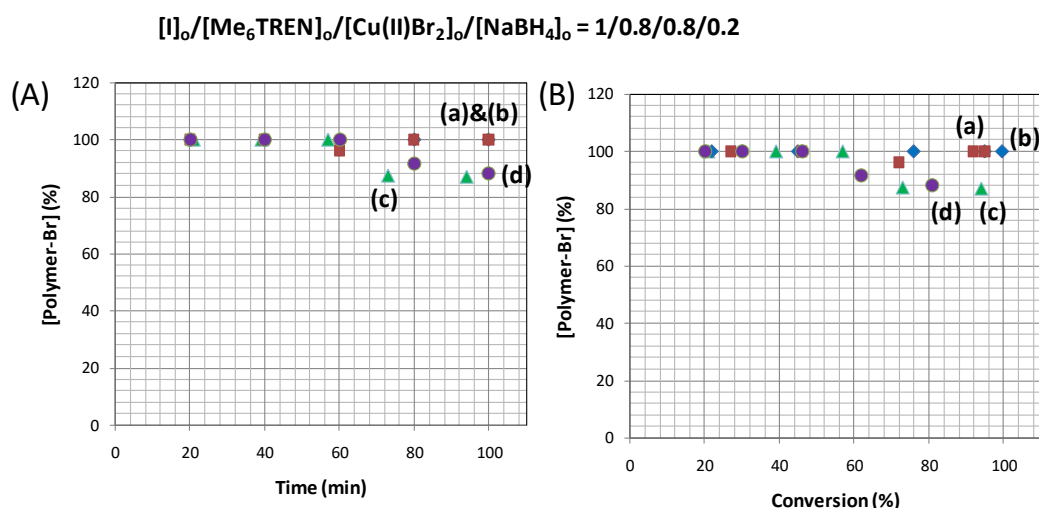 [I]ₒ/[Me₆TREN]ₒ/[Cu(II)Br₂]ₒ/[NaBH₄]ₒ = 1/0.8/0.8/0.2
(A)
[Polymer-Br] (%)
120
100
80
60
40
20
0
0 20 40 60 80 100
Time (min)
(a)&(b)
(c)
(d)
(B)
[Polymer-Br] (%)
120
100
80
60
40
20
0
0 20 40 60 80 100
Conversion (%)
(a)
(b)
(d)
(c)